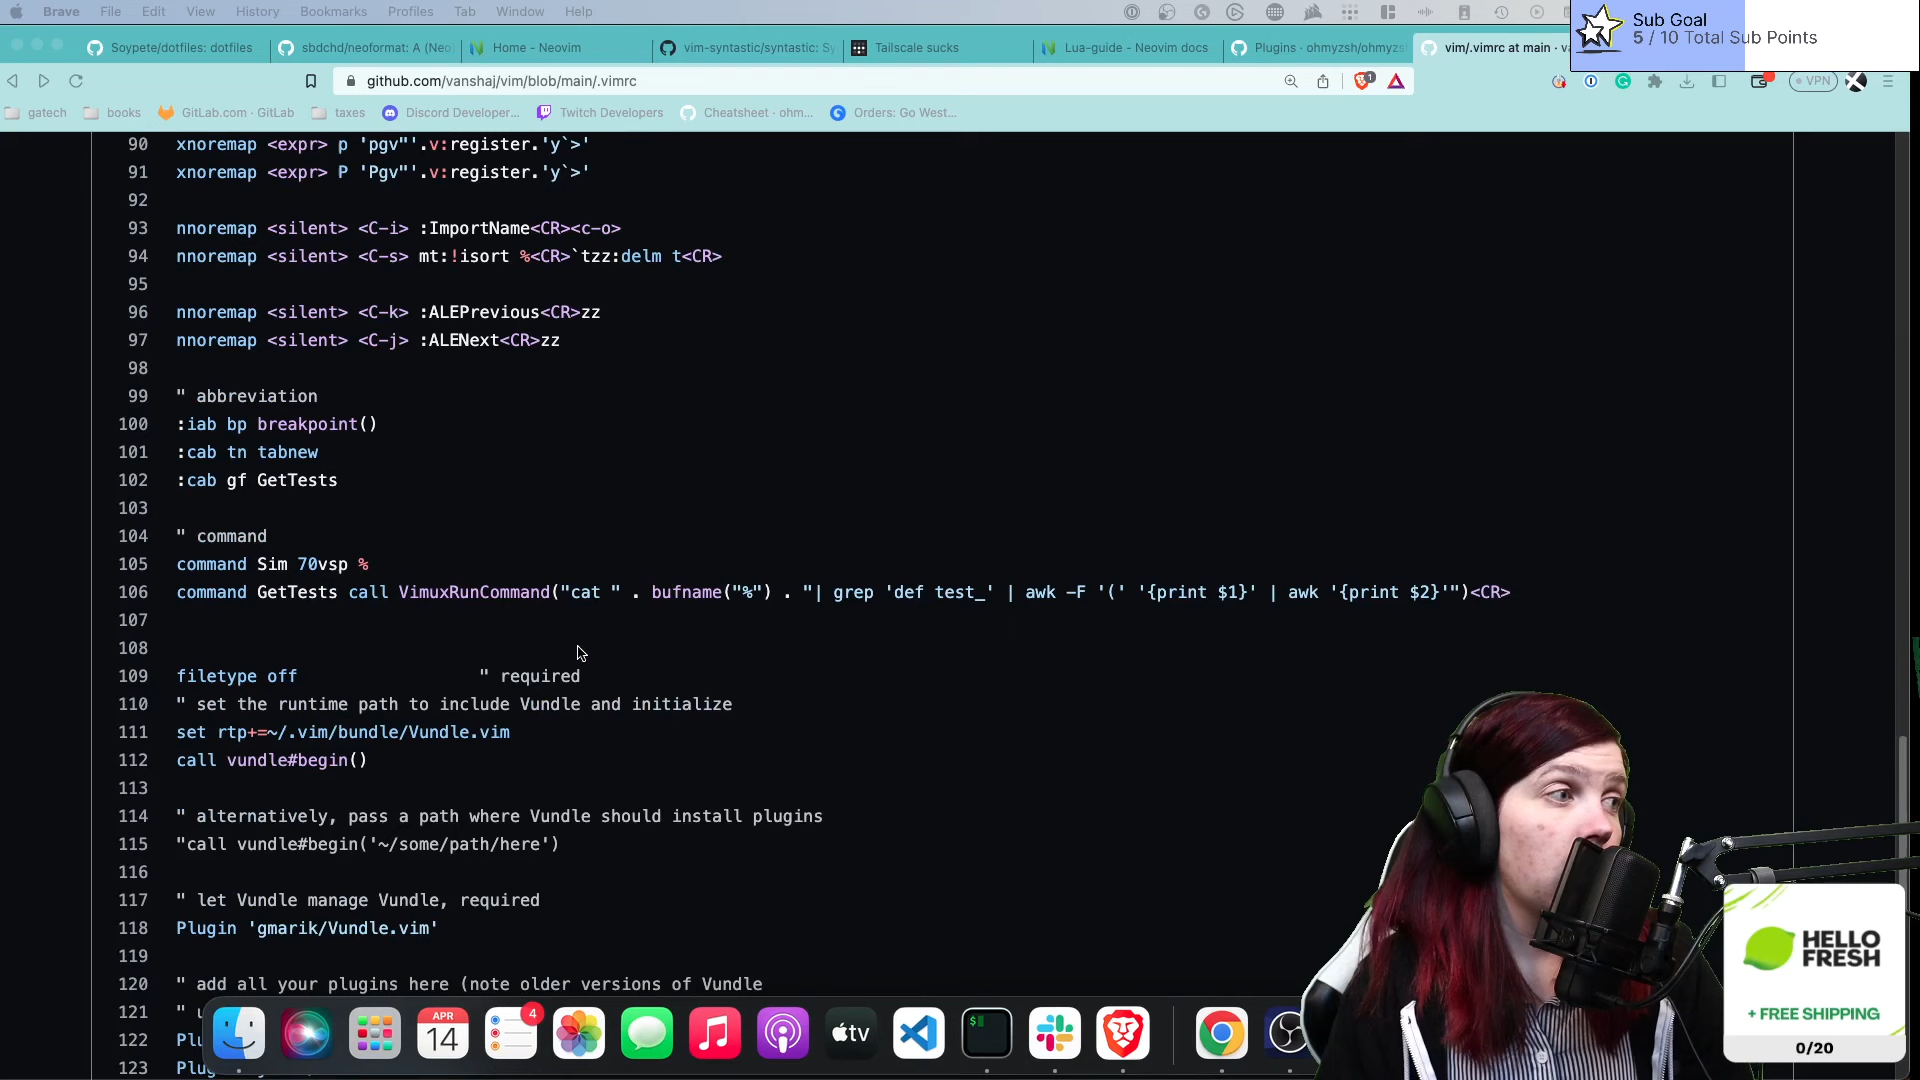 Brave File Edit View History Bookmarks Profiles Tab Window Help
Sub Goal
5 / 10 Total Sub Points
Soypete/dotfiles: dotfiles
sbdchd/neoformat: A (Neo
Home - Neovim
vim-syntastic/syntastic: Sy
Tailscale sucks
Lua-guide - Neovim docs
Plugins · ohmyzsh/ohmyzs
vim/.vimrc at main · va
github.com/vanshaj/vim/blob/main/.vimrc
1
VPN
gatech
books
GitLab.com · GitLab
taxes
Discord Developer...
Twitch Developers
Cheatsheet · ohm...
Orders: Go West...
90 xnoremap <expr> p 'pgv"'.v:register.'y`>'
91 xnoremap <expr> P 'Pgv"'.v:register.'y`>'
92
93 nnoremap <silent> <C-i> :ImportName<CR><c-o>
94 nnoremap <silent> <C-s> mt:!isort %<CR>`tzz:delm t<CR>
95
96 nnoremap <silent> <C-k> :ALEPrevious<CR>zz
97 nnoremap <silent> <C-j> :ALENext<CR>zz
98
99 " abbreviation
100 :iab bp breakpoint()
101 :cab tn tabnew
102 :cab gf GetTests
103
104 " command
105 command Sim 70vsp %
106 command GetTests call VimuxRunCommand("cat " . bufname("%") . "| grep 'def test_' | awk -F '(' '{print $1}' | awk '{print $2}'")<CR>
107
108
109 filetype off " required
110 " set the runtime path to include Vundle and initialize
111 set rtp+=~/.vim/bundle/Vundle.vim
112 call vundle#begin()
113
114 " alternatively, pass a path where Vundle should install plugins
115 "call vundle#begin('~/some/path/here')
116
117 " let Vundle manage Vundle, required
118 Plugin 'gmarik/Vundle.vim'
119
120 " add all your plugins here (note older versions of Vundle
121 "
122 Plu
123 Plug
APR
14
4
tv
$
HELLO
FRESH
+ FREE SHIPPING
0/20